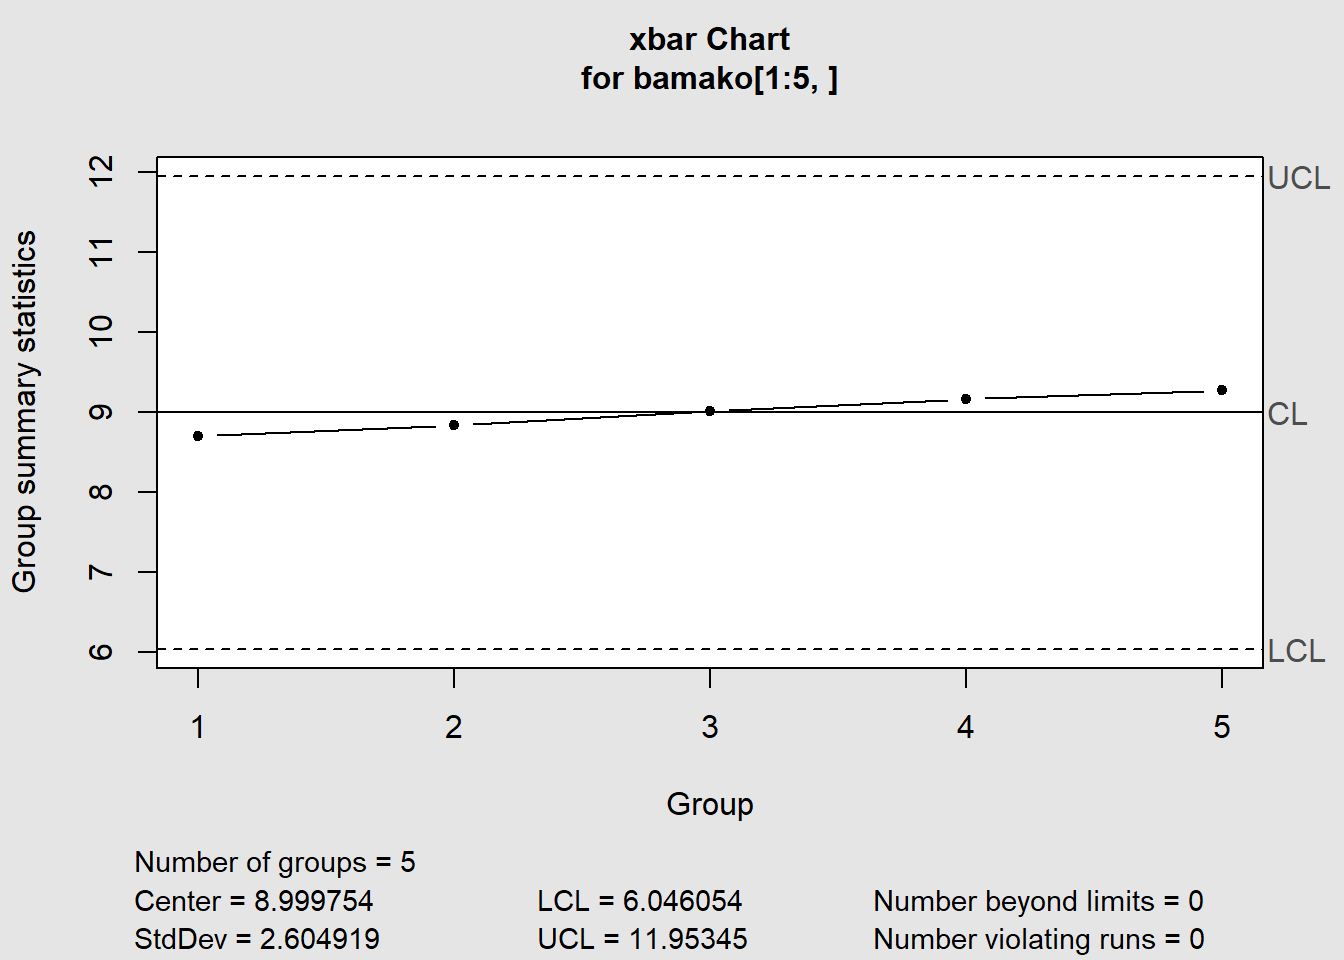 xbar Chart
for bamako[1:5, ]
Group summary statistics
12
11
10
9
8
7
6
UCL
CL
LCL
1 2 3 4 5
Group
Number of groups = 5
Center = 8.999754 LCL = 6.046054 Number beyond limits = 0
StdDev = 2.604919 UCL = 11.95345 Number violating runs = 0